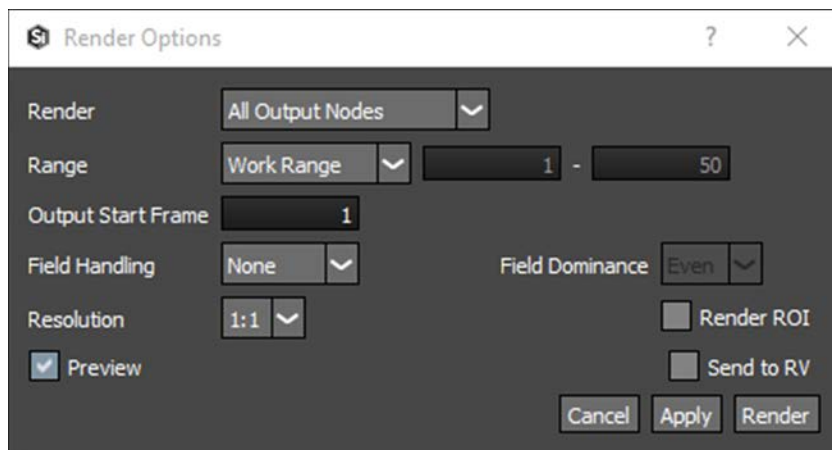 Si Render Options ?
Render All Output Nodes
Range Work Range 1 - 50
Output Start Frame 1
Field Handling None Field Dominance Even
Resolution 1:1 Render ROI
Preview Send to RV
Cancel Apply Render